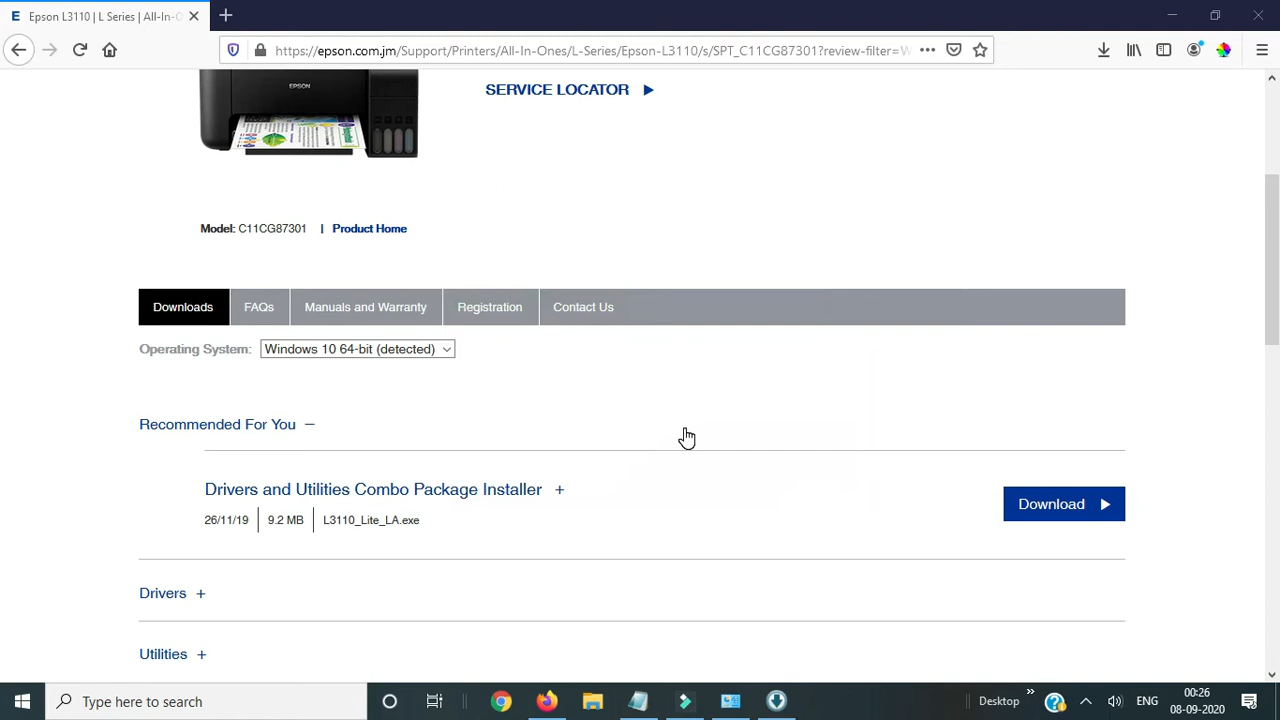 Epson L3110 | L Series | All-In-O
https://epson.com.jm/Support/Printers/All-In-Ones/L-Series/Epson-L3110/s/SPT_C11CG87301?review-filter=W
EPSON
SERVICE LOCATOR
Model: C11CG87301 | Product Home
Downloads FAQs Manuals and Warranty Registration Contact Us
Operating System: Windows 10 64-bit (detected)
Recommended For You −
Drivers and Utilities Combo Package Installer +
26/11/19 | 9.2 MB | L3110_Lite_LA.exe
Download
Drivers +
Utilities +
Type here to search
Desktop
ENG
00:26
08-09-2020